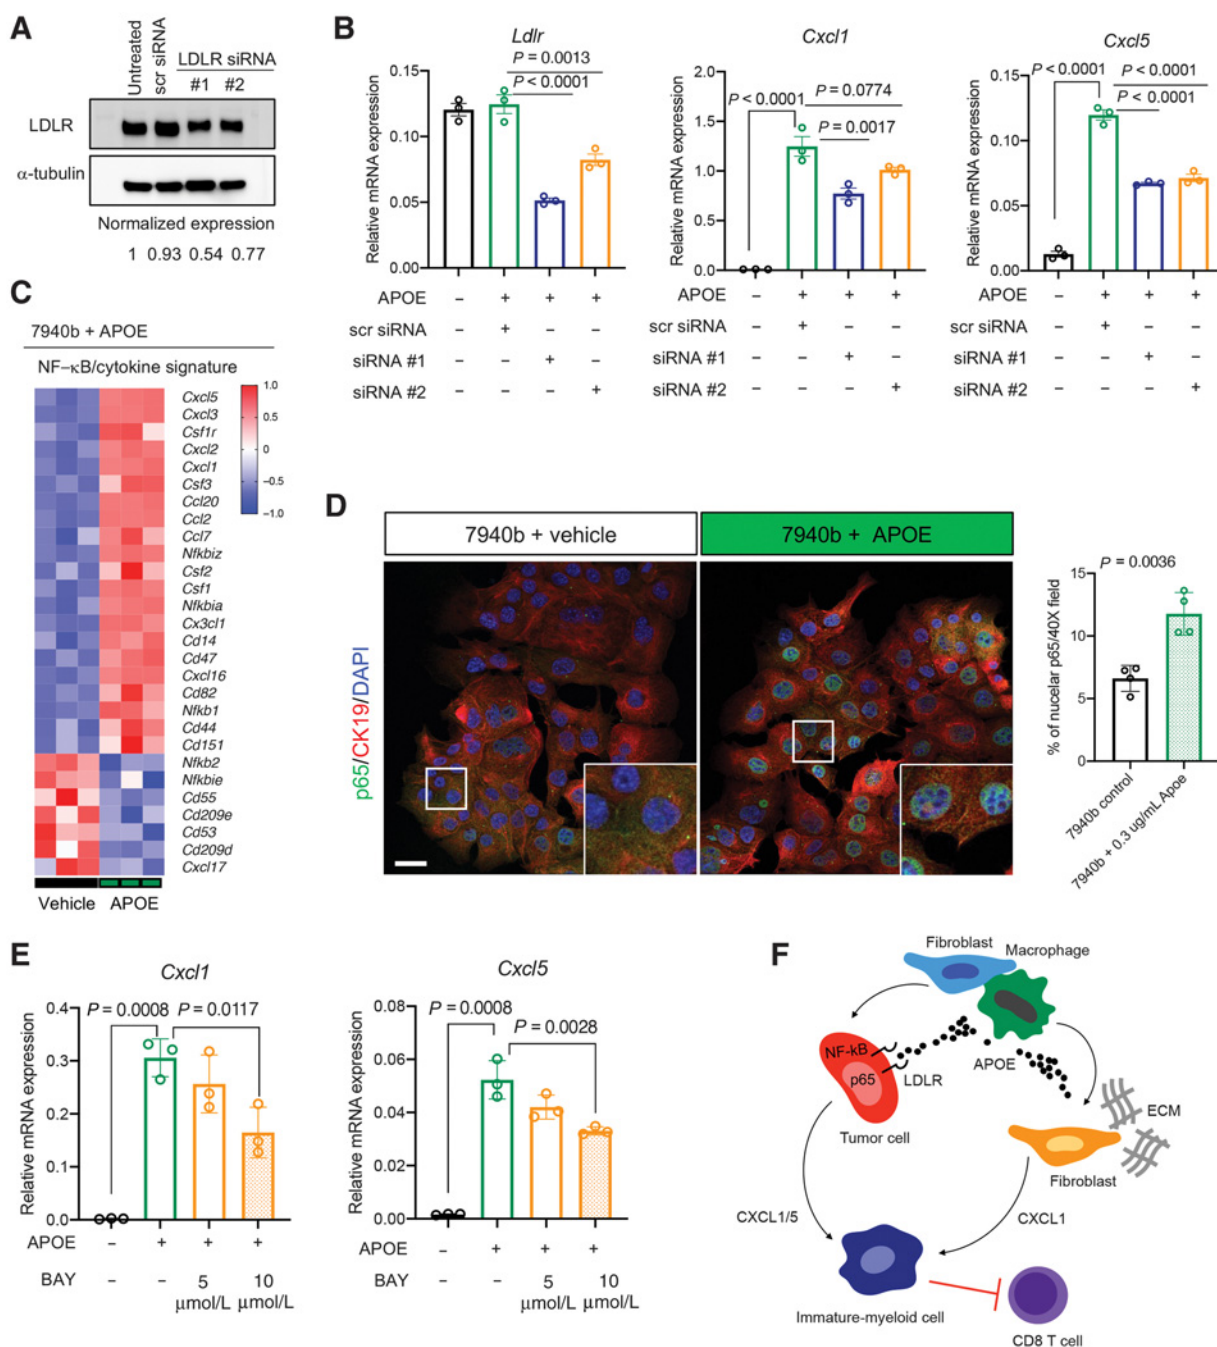 A
Untreated
scr siRNA
LDLR siRNA
#1 #2
LDLR
α-tubulin
Normalized expression
1 0.93 0.54 0.77
B
Ldlr
P = 0.0013
P < 0.0001
Relative mRNA expression
0.15
0.10
0.05
0.00
APOE – + + +
scr siRNA – + – –
siRNA #1 – – + –
siRNA #2 – – – +
Cxcl1
P < 0.0001
P = 0.0774
P = 0.0017
Relative mRNA expression
2.0
1.5
1.0
0.5
0.0
APOE – + + +
scr siRNA – + – –
siRNA #1 – – + –
siRNA #2 – – – +
Cxcl5
P < 0.0001
P < 0.0001
P < 0.0001
Relative mRNA expression
0.15
0.10
0.05
0.00
APOE – + + +
scr siRNA – + – –
siRNA #1 – – + –
siRNA #2 – – – +
C
7940b + APOE
NF-κB/cytokine signature
Cxcl5
Cxcl3
Csf1r
Cxcl2
Cxcl1
Csf3
Ccl20
Ccl2
Ccl7
Nfkbiz
Csf2
Csf1
Nfkbia
Cx3cl1
Cd14
Cd47
Cxcl16
Cd82
Nfkb1
Cd44
Cd151
Nfkb2
Nfkbie
Cd55
Cd209e
Cd53
Cd209d
Cxcl17
1.0
0.5
0
−0.5
−1.0
Vehicle APOE
D
7940b + vehicle
7940b + APOE
p65/CK19/DAPI
P = 0.0036
% of nucelar p65/40X field
15
10
5
0
7940b control
7940b + 0.3 ug/mL Apoe
E
Cxcl1
P = 0.0008 P = 0.0117
Relative mRNA expression
0.4
0.3
0.2
0.1
0.0
APOE – + + +
BAY – – 5 10
μmol/L μmol/L
Cxcl5
P = 0.0008
P = 0.0028
Relative mRNA expression
0.08
0.06
0.04
0.02
0.00
APOE – + + +
BAY – – 5 10
μmol/L μmol/L
F
Fibroblast
Macrophage
NF-kB
p65
LDLR
APOE
ECM
Tumor cell
Fibroblast
CXCL1/5
CXCL1
Immature-myeloid cell
CD8 T cell